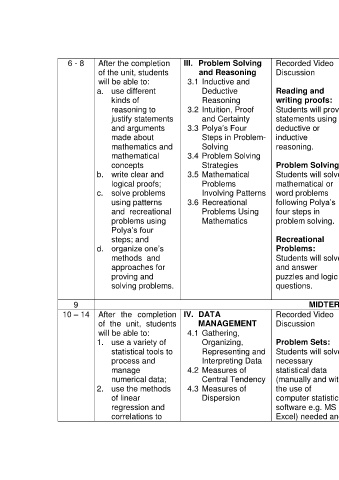 6 - 8
After the completion
of the unit, students
will be able to:
a. use different
kinds of
reasoning to
justify statements
and arguments
made about
mathematics and
mathematical
concepts
b. write clear and
logical proofs;
c. solve problems
using patterns
and recreational
problems using
Polya's four
steps; and
d. organize one's
methods and
approaches for
proving and
solving problems.
III. Problem Solving
and Reasoning
3.1 Inductive and
Deductive
Reasoning
3.2 Intuition, Proof
and Certainty
3.3 Polya's Four
Steps in Problem-
Solving
3.4 Problem Solving
Strategies
3.5 Mathematical
Problems
Involving Patterns
3.6 Recreational
Problems Using
Mathematics
Recorded Video
Discussion
Reading and
writing proofs:
Students will prov
statements using
deductive or
inductive
reasoning.
Problem Solving
Students will solve
mathematical or
word problems
following Polya's
four steps in
problem solving.
Recreational
Problems:
Students will solve
and answer
puzzles and logic
questions.
9
MIDTER
10 – 14
After the completion
of the unit, students
will be able to:
1. use a variety of
statistical tools to
process and
manage
numerical data;
2. use the methods
of linear
regression and
correlations to
IV. DATA
MANAGEMENT
4.1 Gathering,
Organizing,
Representing and
Interpreting Data
4.2 Measures of
Central Tendency
4.3 Measures of
Dispersion
Recorded Video
Discussion
Problem Sets:
Students will solve
necessary
statistical data
(manually and wit
the use of
computer statistic
software e.g. MS
Excel) needed an